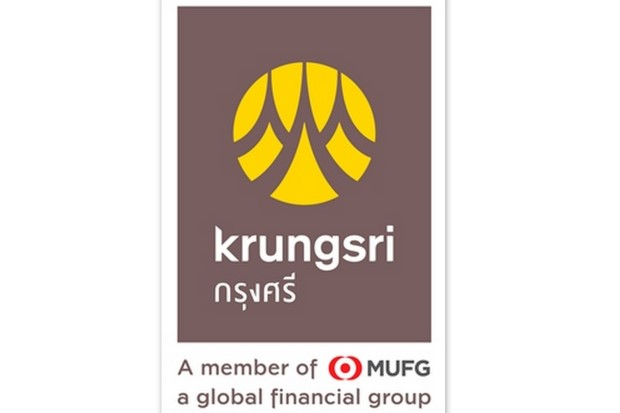 krungsri
กรุงศรี
A member of MUFG
a global financial group